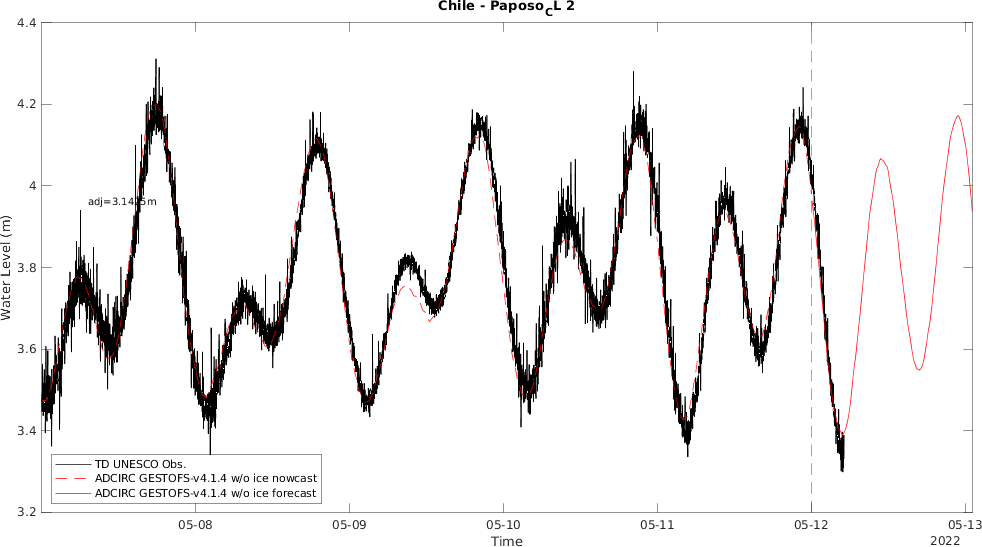 Chile - Paposo_CL 2
4.4
4.2
4
3.8
3.6
3.4
3.2
Water Level (m)
adj=3.1415m
TD UNESCO Obs.
ADCIRC GESTOFS-v4.1.4 w/o ice nowcast
ADCIRC GESTOFS-v4.1.4 w/o ice forecast
05-08
05-09
05-10
05-11
05-12
05-13
Time
2022